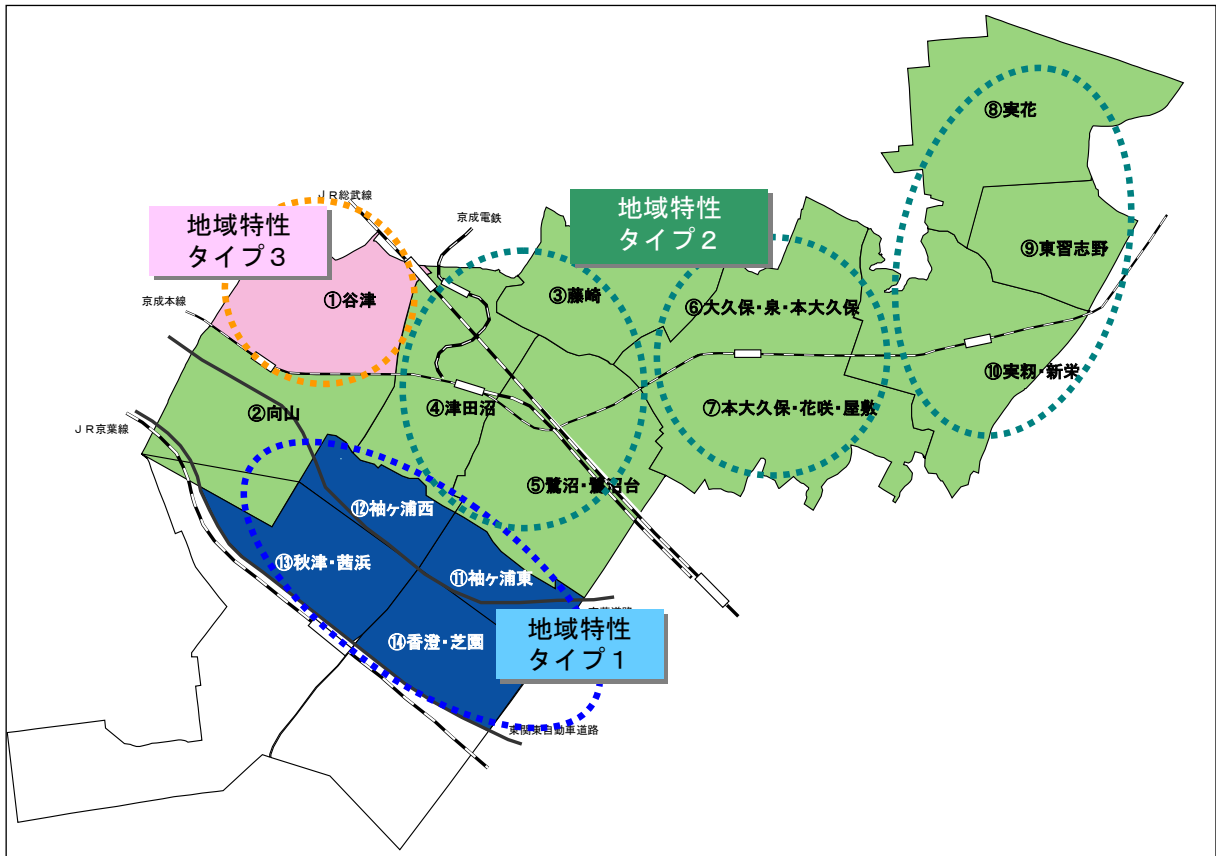 ⑧実花
JR総武線
京成電鉄
地域特性
タイプ3
地域特性
タイプ2
⑨東習志野
①谷津
③藤崎
京成本線
⑥大久保・泉・本大久保
⑩実籾・新栄
②向山
④津田沼
⑦本大久保・花咲・屋敷
JR京葉線
⑤鷺沼・鷺沼台
⑫袖ヶ浦西
⑬秋津・茜浜
⑪袖ヶ浦東
地域特性
タイプ1
⑭香澄・芝園
東関東自動車道路